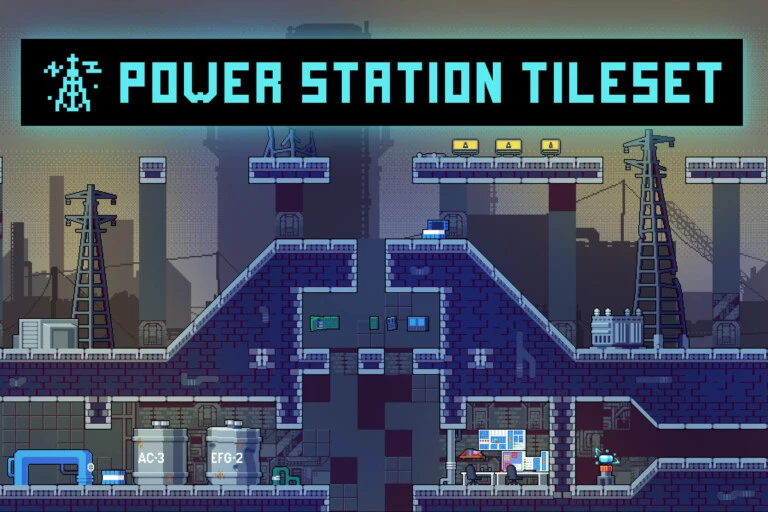 POWER STATION TILESET
AC-3
EFG-2